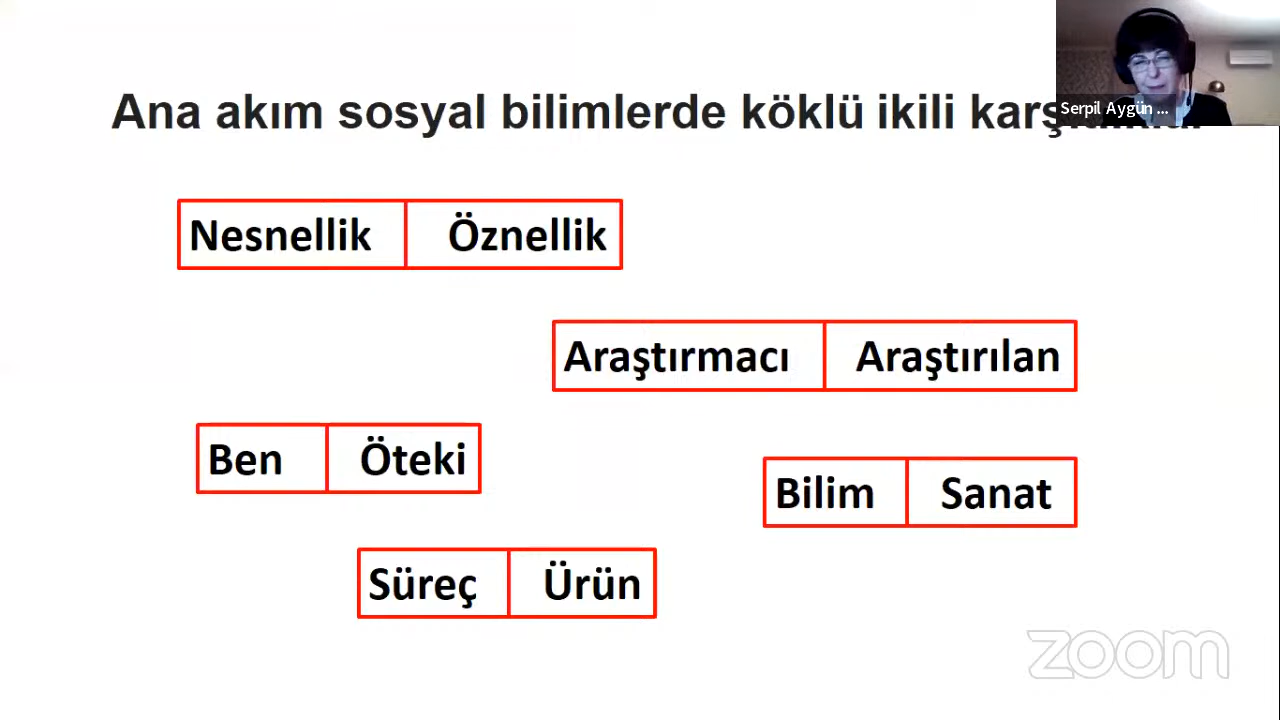 Ana akım sosyal bilimlerde köklü ikili
Serpil Aygün ...
Nesnellik Öznellik
Araştırmacı Araştırılan
Ben Öteki
Bilim Sanat
Süreç Ürün
zoom